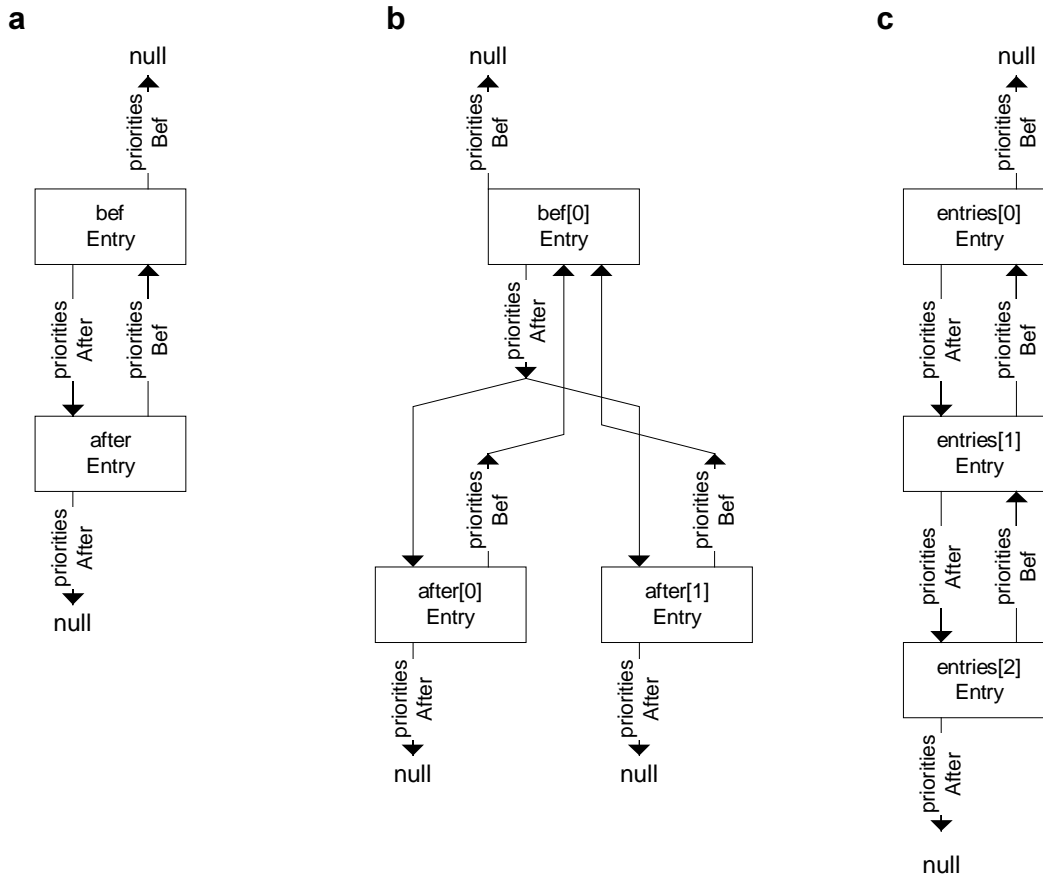 a
null
priorities
Bef
bef
Entry
priorities
After
priorities
Bef
after
Entry
priorities
After
null
b
null
priorities
Bef
bef[0]
Entry
priorities
After
priorities
Bef
priorities
Bef
after[0]
Entry
after[1]
Entry
priorities
After
priorities
After
null
null
c
null
priorities
Bef
entries[0]
Entry
priorities
After
priorities
Bef
entries[1]
Entry
priorities
After
priorities
Bef
entries[2]
Entry
priorities
After
null